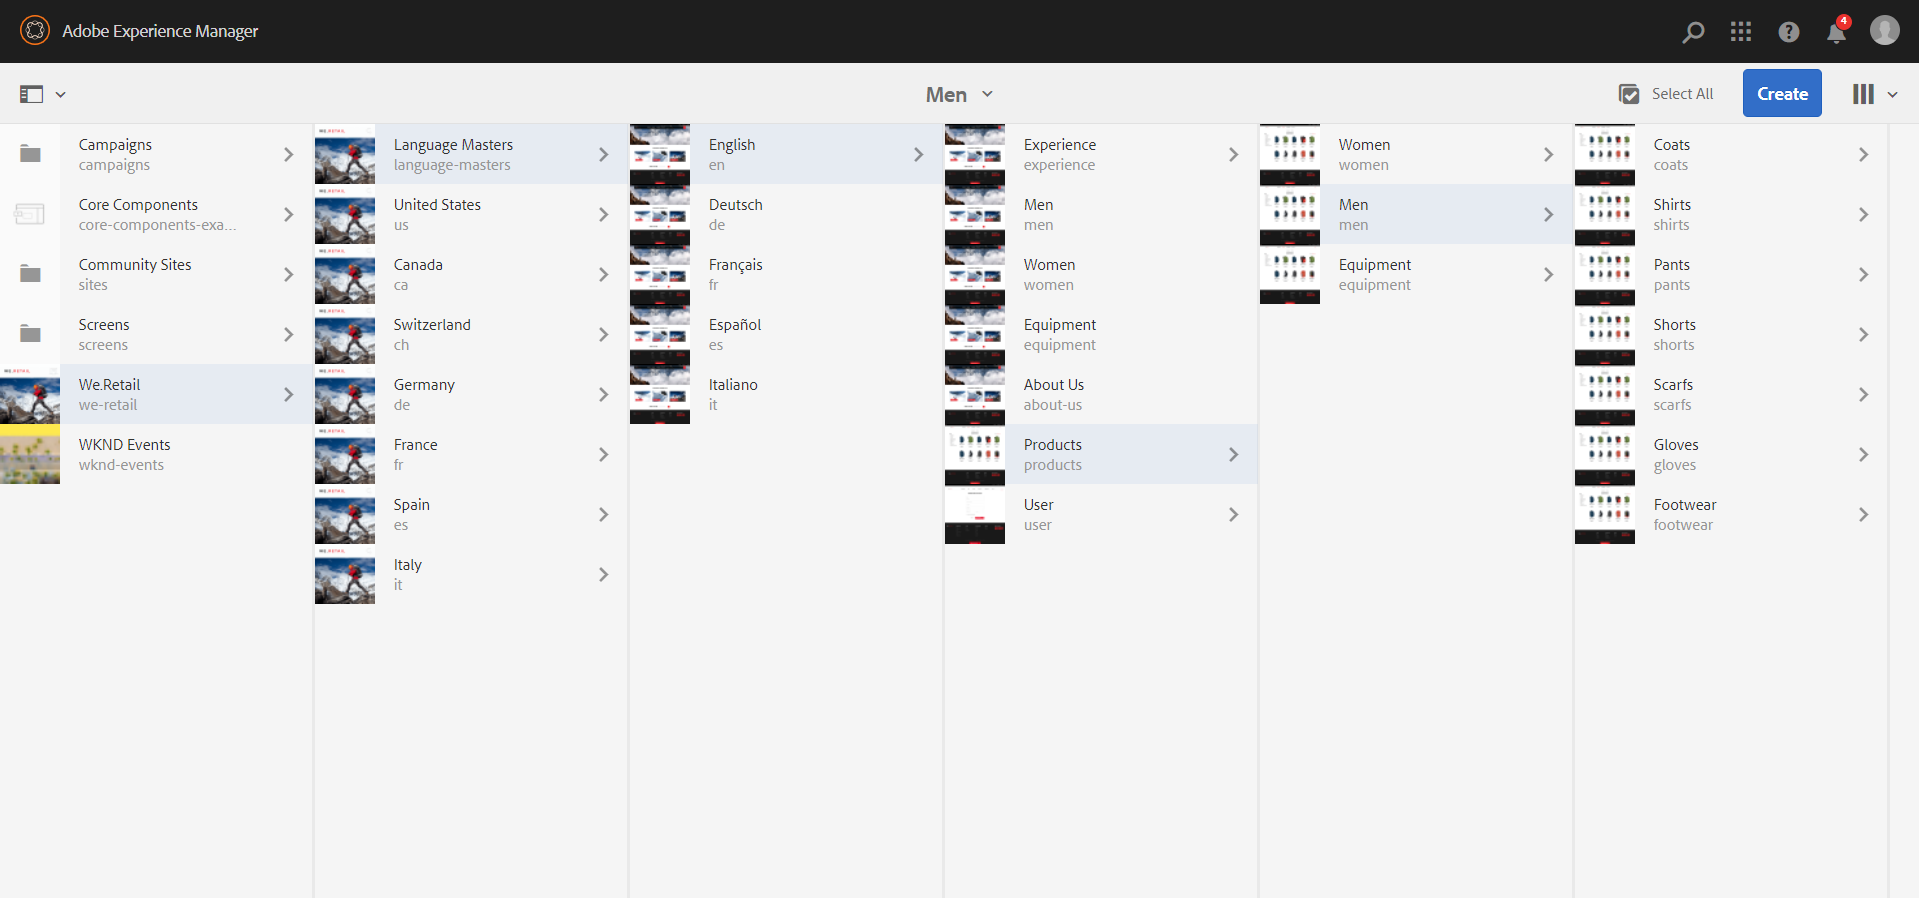 Adobe Experience Manager
4
Men
Select All
Create
Campaigns
campaigns
Core Components
core-components-exa...
Community Sites
sites
Screens
screens
We.Retail
we-retail
WKND Events
wknd-events
Language Masters
language-masters
United States
us
Canada
ca
Switzerland
ch
Germany
de
France
fr
Spain
es
Italy
it
English
en
Deutsch
de
Français
fr
Español
es
Italiano
it
Experience
experience
Men
men
Women
women
Equipment
equipment
About Us
about-us
Products
products
User
user
Women
women
Men
men
Equipment
equipment
Coats
coats
Shirts
shirts
Pants
pants
Shorts
shorts
Scarfs
scarfs
Gloves
gloves
Footwear
footwear